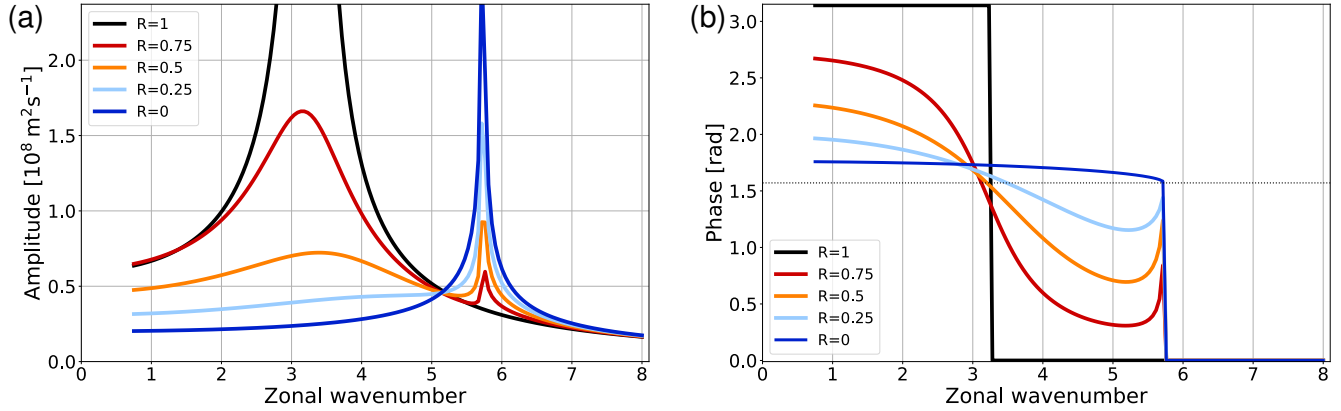 (a)
Amplitude [10⁸ m²s⁻¹]
2.0
1.5
1.0
0.5
0.0
R=1
R=0.75
R=0.5
R=0.25
R=0
1 2 3 4 5 6 7 8
Zonal wavenumber
(b)
Phase [rad]
3.0
2.5
2.0
1.5
1.0
0.5
0.0
R=1
R=0.75
R=0.5
R=0.25
R=0
0 1 2 3 4 5 6 7 8
Zonal wavenumber